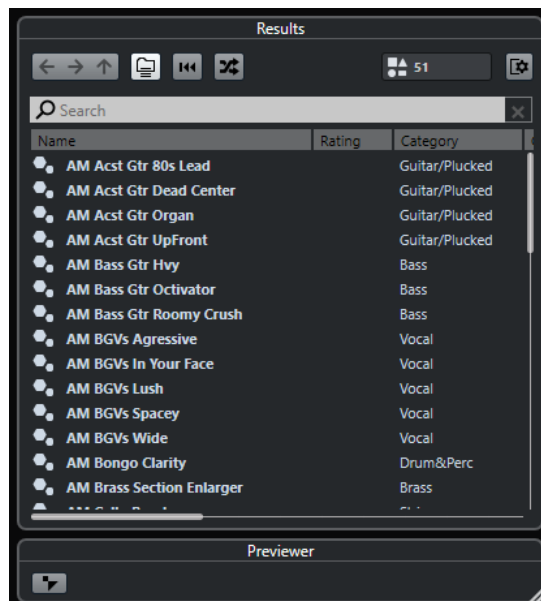 Results
51
Search
Name Rating Category
AM Acst Gtr 80s Lead Guitar/Plucked
AM Acst Gtr Dead Center Guitar/Plucked
AM Acst Gtr Organ Guitar/Plucked
AM Acst Gtr UpFront Guitar/Plucked
AM Bass Gtr Hvy Bass
AM Bass Gtr Octivator Bass
AM Bass Gtr Roomy Crush Bass
AM BGVs Agressive Vocal
AM BGVs In Your Face Vocal
AM BGVs Lush Vocal
AM BGVs Spacey Vocal
AM BGVs Wide Vocal
AM Bongo Clarity Drum&Perc
AM Brass Section Enlarger Brass
Previewer